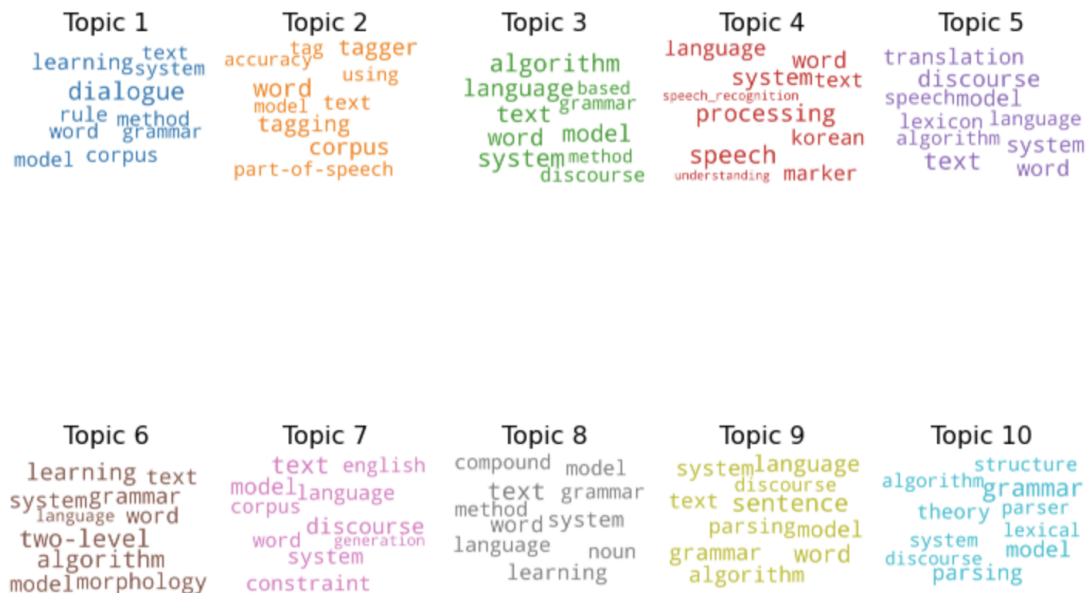 Topic 1
Topic 2
Topic 3
Topic 4
Topic 5
learning text
system
dialogue
rule method
word grammar
model corpus
tag tagger
accuracy
using
word
model text
tagging
corpus
part-of-speech
algorithm
language based
grammar
text
word model
system method
discourse
language
word
system text
speech_recognition
processing
korean
speech
understanding marker
translation
discourse
speech model
lexicon language
algorithm system
text word
Topic 6
Topic 7
Topic 8
Topic 9
Topic 10
learning text
system grammar
language word
two-level
algorithm
model morphology
text english
model language
corpus
discourse
word generation
system
constraint
compound model
text grammar
method
word system
language noun
learning
system language
discourse
text sentence
parsing model
grammar word
algorithm
structure
algorithm grammar
theory parser
lexical
system model
discourse
parsing